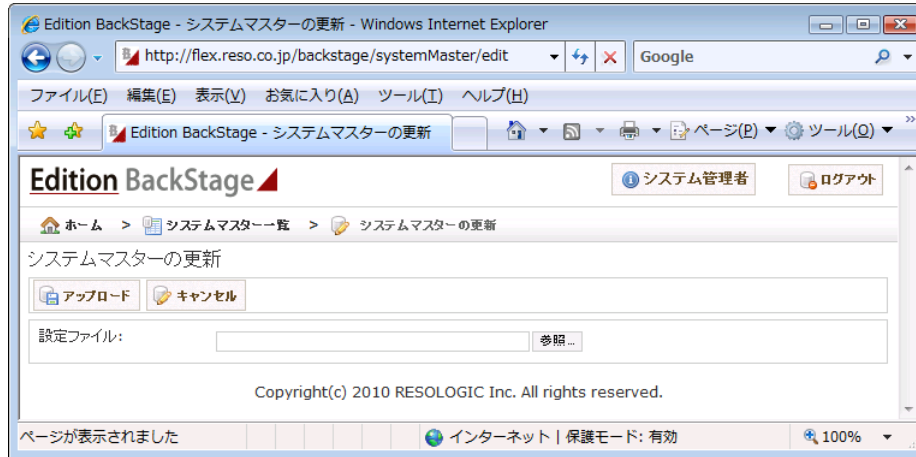 Edition BackStage - システムマスターの更新 - Windows Internet Explorer
http://flex.reso.co.jp/backstage/systemMaster/edit Google
ファイル(F) 編集(E) 表示(V) お気に入り(A) ツール(T) ヘルプ(H)
Edition BackStage - システムマスターの更新 ページ(P) ツール(O) »
Edition BackStage システム管理者 ログアウト
ホーム > システムマスター一覧 > システムマスターの更新
システムマスターの更新
アップロード キャンセル
設定ファイル: 参照...
Copyright(c) 2010 RESOLOGIC Inc. All rights reserved.
ページが表示されました インターネット | 保護モード: 有効 100%